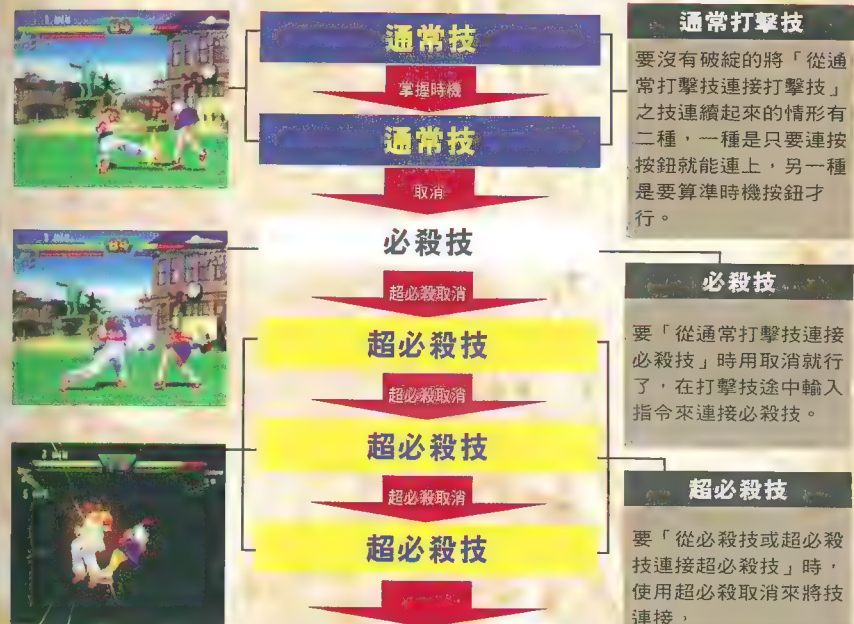 通常技
掌握時機
通常技
取消
必殺技
超必殺取消
超必殺技
超必殺取消
超必殺技
超必殺取消
超必殺技
通常打擊技
要沒有破綻的將「從通
常打擊技連接打擊技」
之技連續起來的情形有
二種，一種是只要連按
按鈕就能連上，另一種
是要算準時機按鈕才
行。
必殺技
要「從通常打擊技連接
必殺技」時用取消就行
了，在打擊技途中輸入
指令來連接必殺技。
超必殺技
要「從必殺技或超必殺
技連接超必殺技」時，
使用超必殺取消來將技
連接，